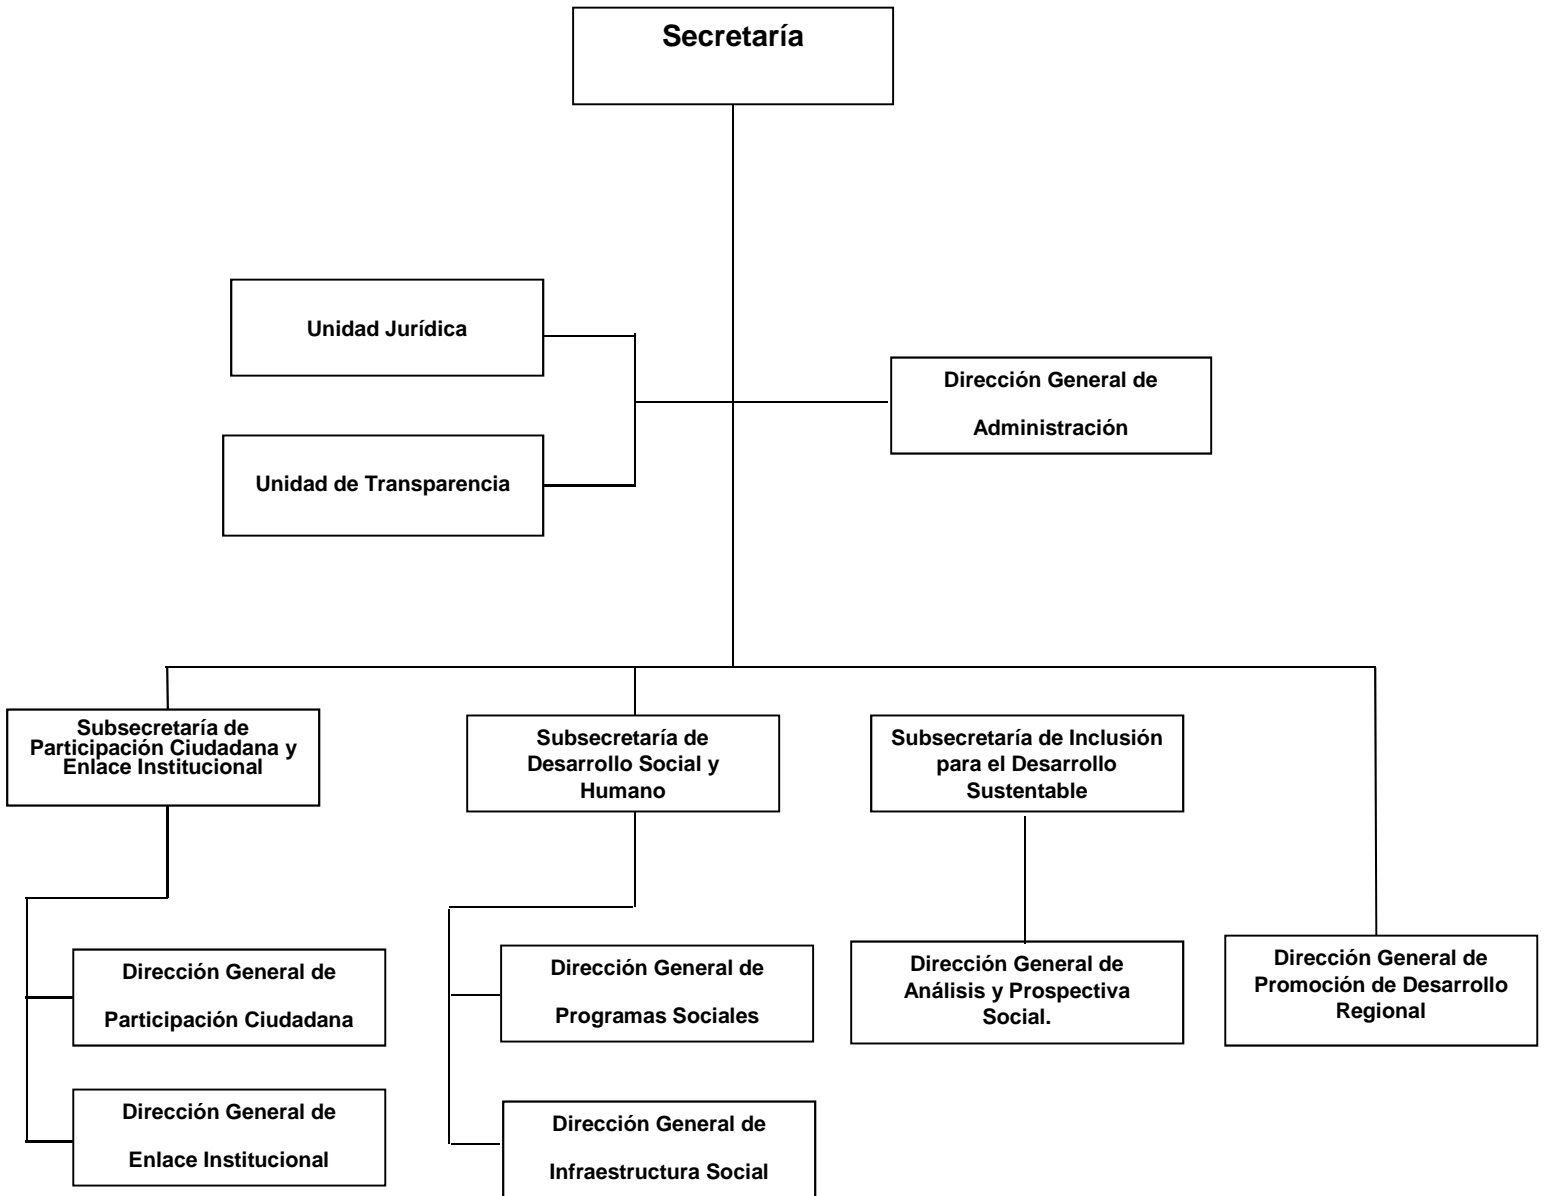 Secretaría
Unidad Jurídica
Dirección General de
Administración
Unidad de Transparencia
Subsecretaría de
Participación Ciudadana y
Enlace Institucional
Subsecretaría de
Desarrollo Social y
Humano
Subsecretaría de Inclusión
para el Desarrollo
Sustentable
Dirección General de
Participación Ciudadana
Dirección General de
Programas Sociales
Dirección General de
Análisis y Prospectiva
Social.
Dirección General de
Promoción de Desarrollo
Regional
Dirección General de
Enlace Institucional
Dirección General de
Infraestructura Social